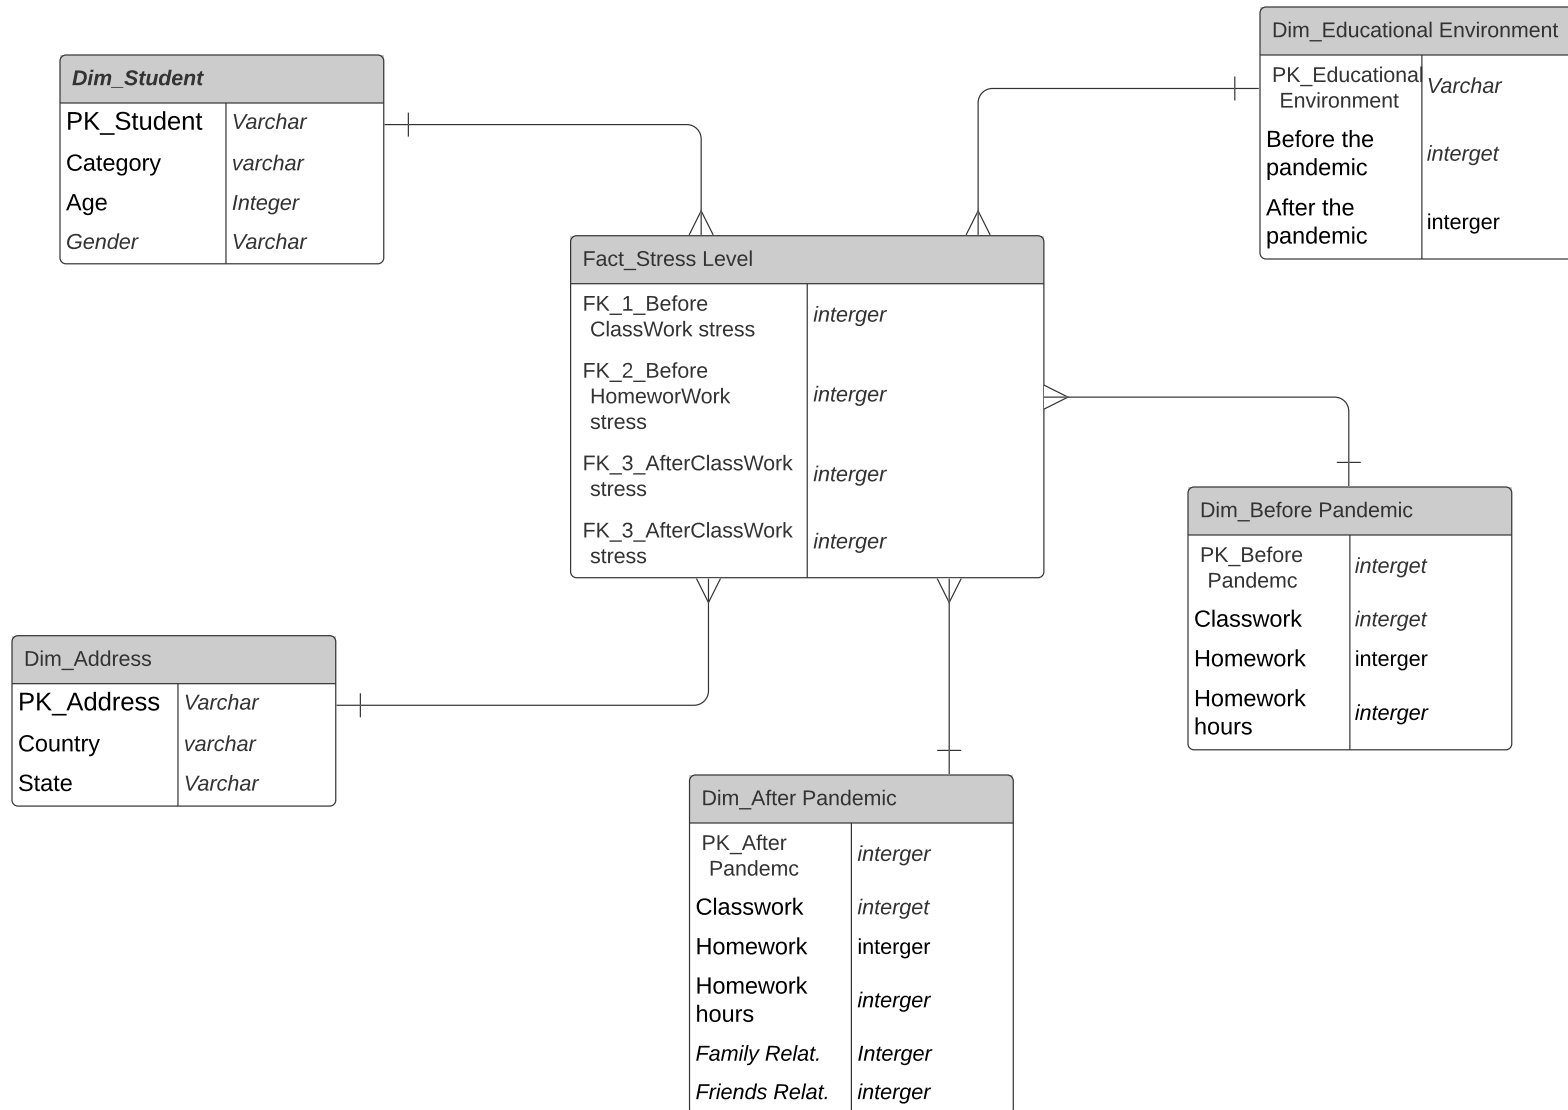 Dim_Student
PK_Student Varchar
Category varchar
Age Integer
Gender Varchar
Dim_Educational Environment
PK_Educational
Environment
Varchar
Before the
pandemic
interget
After the
pandemic
interger
Fact_Stress Level
FK_1_Before
ClassWork stress
interger
FK_2_Before
HomeworWork
stress
interger
FK_3_AfterClassWork
stress
interger
FK_3_AfterClassWork
stress
interger
Dim_Before Pandemic
PK_Before
Pandemc
interget
Classwork interget
Homework interger
Homework
hours
interger
Dim_Address
PK_Address Varchar
Country varchar
State Varchar
Dim_After Pandemic
PK_After
Pandemc
interger
Classwork interget
Homework interger
Homework
hours
interger
Family Relat. Interger
Friends Relat. interger